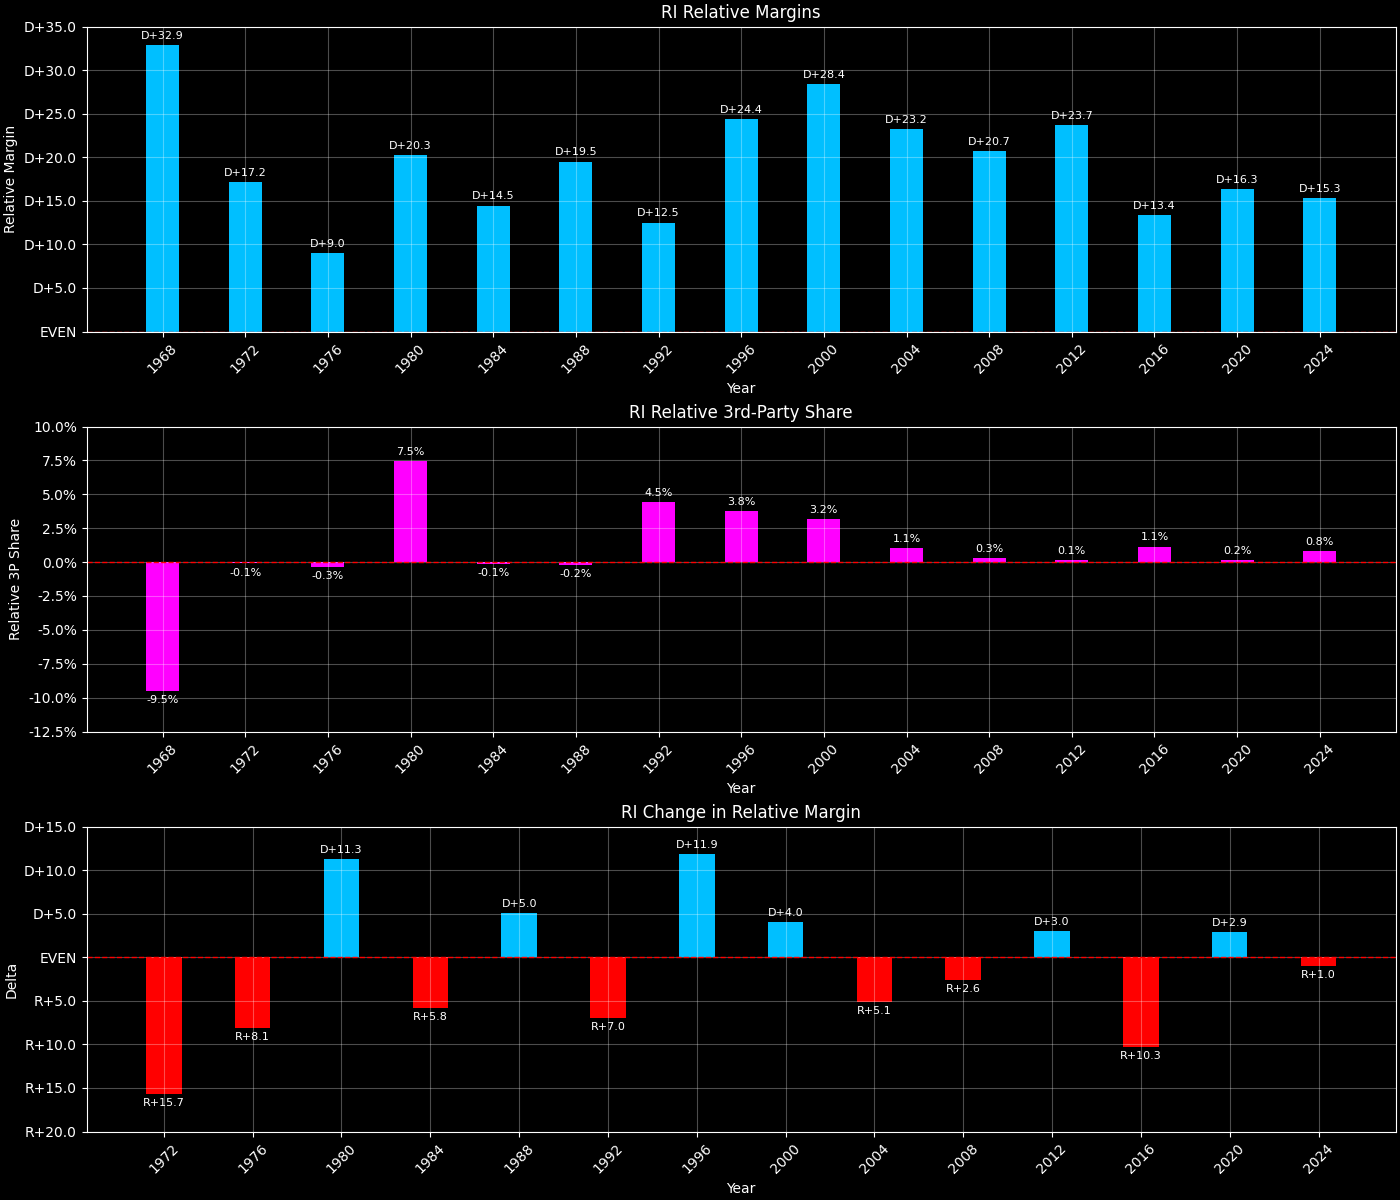 RI Relative Margins
Relative Margin
D+35.0
D+30.0
D+25.0
D+20.0
D+15.0
D+10.0
D+5.0
EVEN
D+32.9
D+17.2
D+9.0
D+20.3
D+14.5
D+19.5
D+12.5
D+24.4
D+28.4
D+23.2
D+20.7
D+23.7
D+13.4
D+16.3
D+15.3
1968 1972 1976 1980 1984 1988 1992 1996 2000 2004 2008 2012 2016 2020 2024
Year
RI Relative 3rd-Party Share
Relative 3P Share
10.0%
7.5%
5.0%
2.5%
0.0%
-2.5%
-5.0%
-7.5%
-10.0%
-12.5%
-9.5%
-0.1%
-0.3%
7.5%
-0.1%
-0.2%
4.5%
3.8%
3.2%
1.1%
0.3%
0.1%
1.1%
0.2%
0.8%
1968 1972 1976 1980 1984 1988 1992 1996 2000 2004 2008 2012 2016 2020 2024
Year
RI Change in Relative Margin
Delta
D+15.0
D+10.0
D+5.0
EVEN
R+5.0
R+10.0
R+15.0
R+20.0
R+15.7
R+8.1
D+11.3
R+5.8
D+5.0
R+7.0
D+11.9
D+4.0
R+5.1
R+2.6
D+3.0
R+10.3
D+2.9
R+1.0
1972 1976 1980 1984 1988 1992 1996 2000 2004 2008 2012 2016 2020 2024
Year